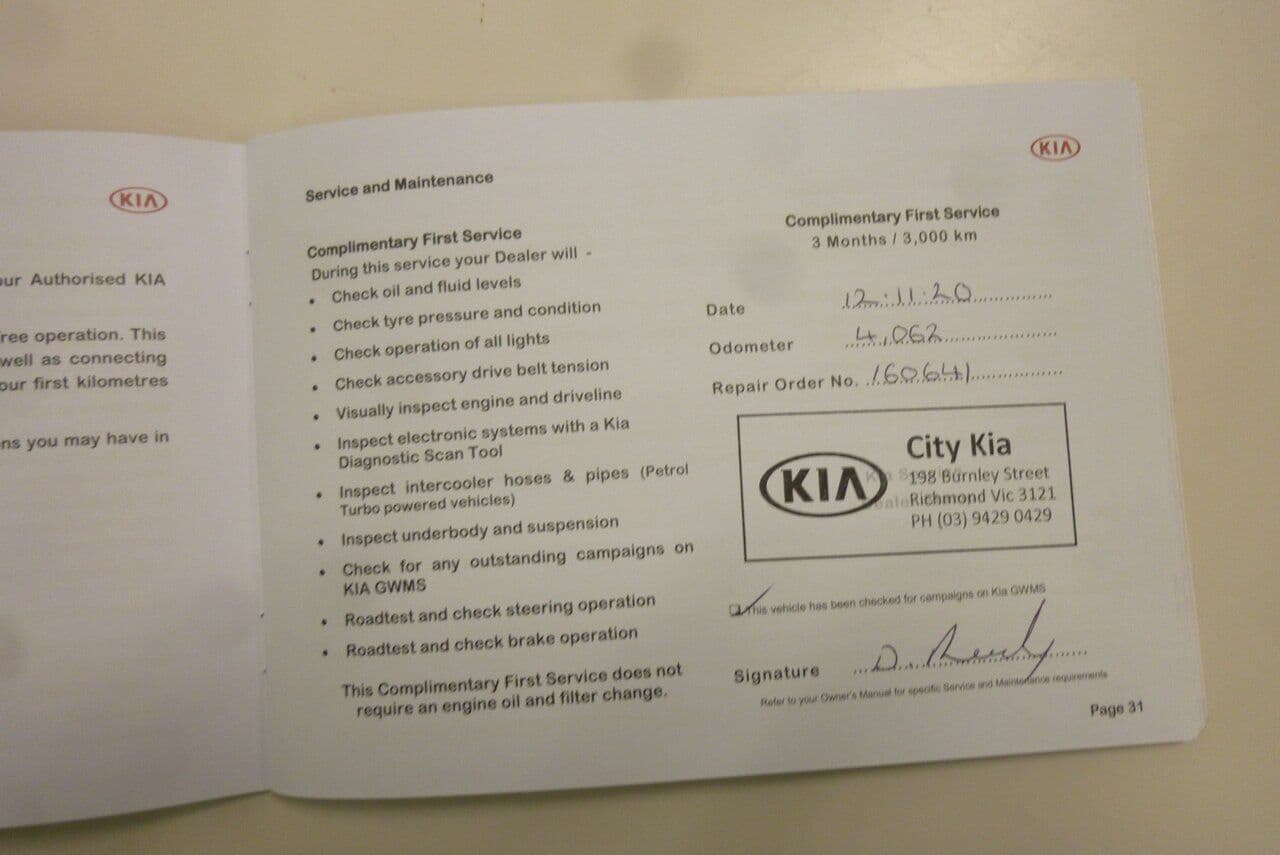 KIA
our Authorised KIA
ree operation. This
well as connecting
our first kilometres
ns you may have in
KIA
Service and Maintenance
Complimentary First Service
During this service your Dealer will -
• Check oil and fluid levels
• Check tyre pressure and condition
• Check operation of all lights
• Check accessory drive belt tension
• Visually inspect engine and driveline
• Inspect electronic systems with a Kia
Diagnostic Scan Tool
• Inspect intercooler hoses & pipes (Petrol
Turbo powered vehicles)
• Inspect underbody and suspension
• Check for any outstanding campaigns on
KIA GWMS
• Roadtest and check steering operation
• Roadtest and check brake operation
This Complimentary First Service does not
require an engine oil and filter change.
Complimentary First Service
3 Months / 3,000 km
Date 12.11.20
Odometer 4,062
Repair Order No. 160641
KIA
City Kia
198 Burnley Street
Richmond Vic 3121
PH (03) 9429 0429
This vehicle has been checked for campaigns on Kia GWMS
Signature D.
Refer to your Owner's Manual for specific Service and Maintenance requirements
Page 31